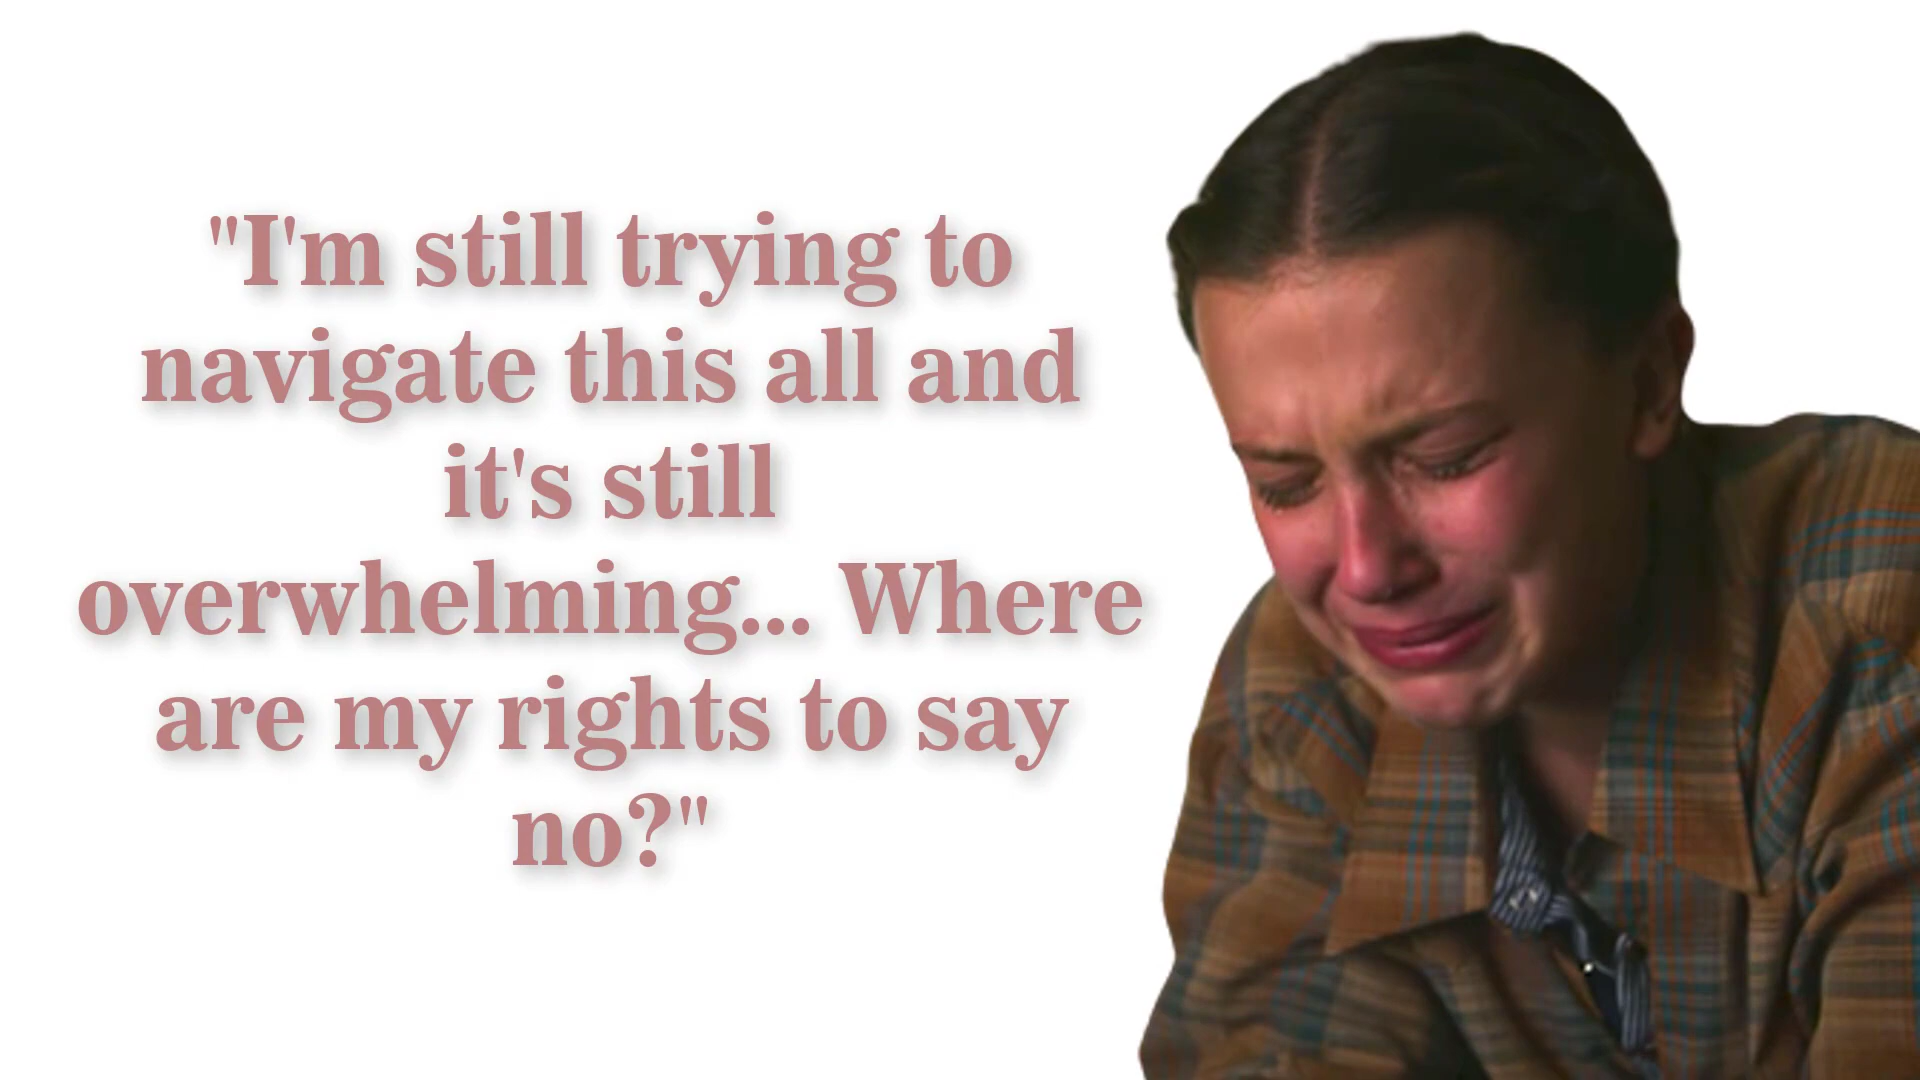 "I'm still trying to
navigate this all and
it's still
overwhelming... Where
are my rights to say
no?"